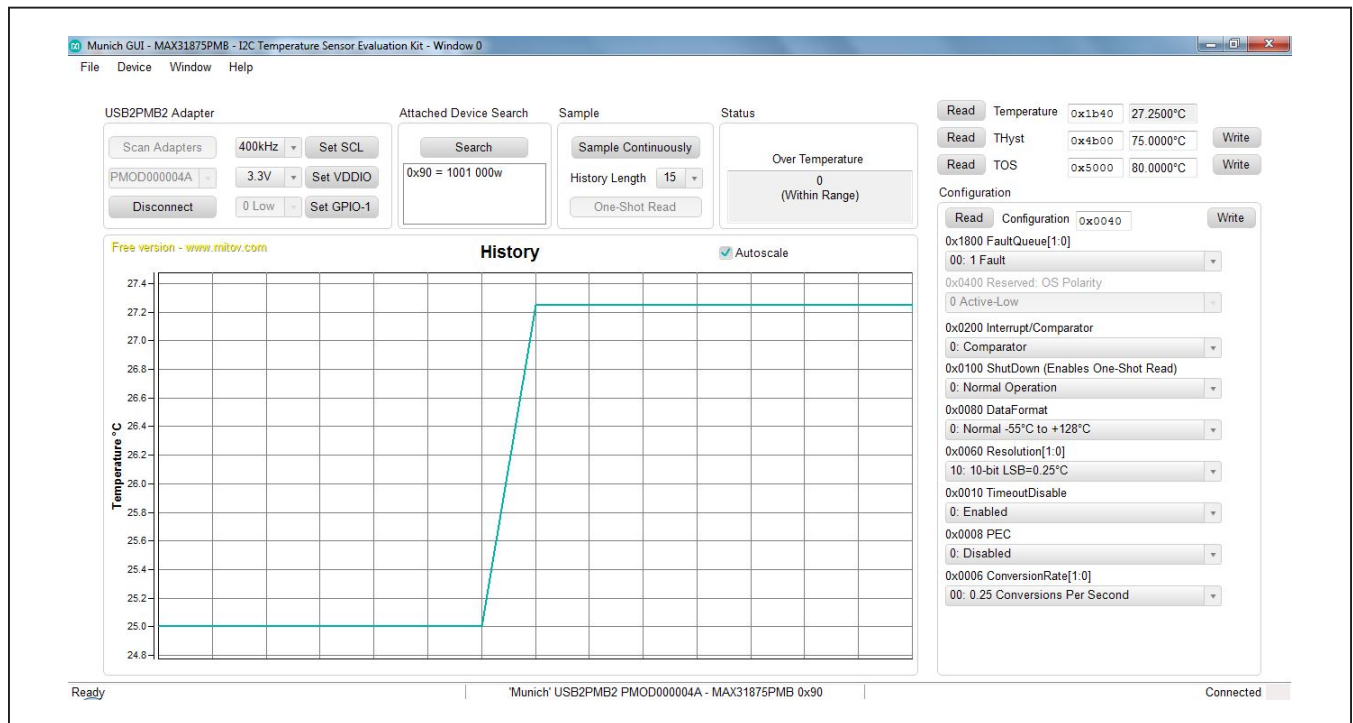 Munich GUI - MAX31875PMB - I2C Temperature Sensor Evaluation Kit - Window 0
File Device Window Help
USB2PMB2 Adapter
Scan Adapters 400kHz Set SCL
PMOD000004A 3.3V Set VDDIO
Disconnect 0 Low Set GPIO-1
Attached Device Search
Search
0x90 = 1001 000w
Sample
Sample Continuously
History Length 15
One-Shot Read
Status
Over Temperature
0
(Within Range)
Read Temperature 0x1b40 27.2500°C
Read THyst 0x4b00 75.0000°C Write
Read TOS 0x5000 80.0000°C Write
Configuration
Read Configuration 0x0040 Write
0x1800 FaultQueue[1:0]
00: 1 Fault
0x0400 Reserved: OS Polarity
0 Active-Low
0x0200 Interrupt/Comparator
0: Comparator
0x0100 ShutDown (Enables One-Shot Read)
0: Normal Operation
0x0080 DataFormat
0: Normal -55°C to +128°C
0x0060 Resolution[1:0]
10: 10-bit LSB=0.25°C
0x0010 TimeoutDisable
0: Enabled
0x0008 PEC
0: Disabled
0x0006 ConversionRate[1:0]
00: 0.25 Conversions Per Second
Free version - www.mitov.com
History
Autoscale
Temperature °C
27.4
27.2
27.0
26.8
26.6
26.4
26.2
26.0
25.8
25.6
25.4
25.2
25.0
24.8
Ready 'Munich' USB2PMB2 PMOD000004A - MAX31875PMB 0x90 Connected